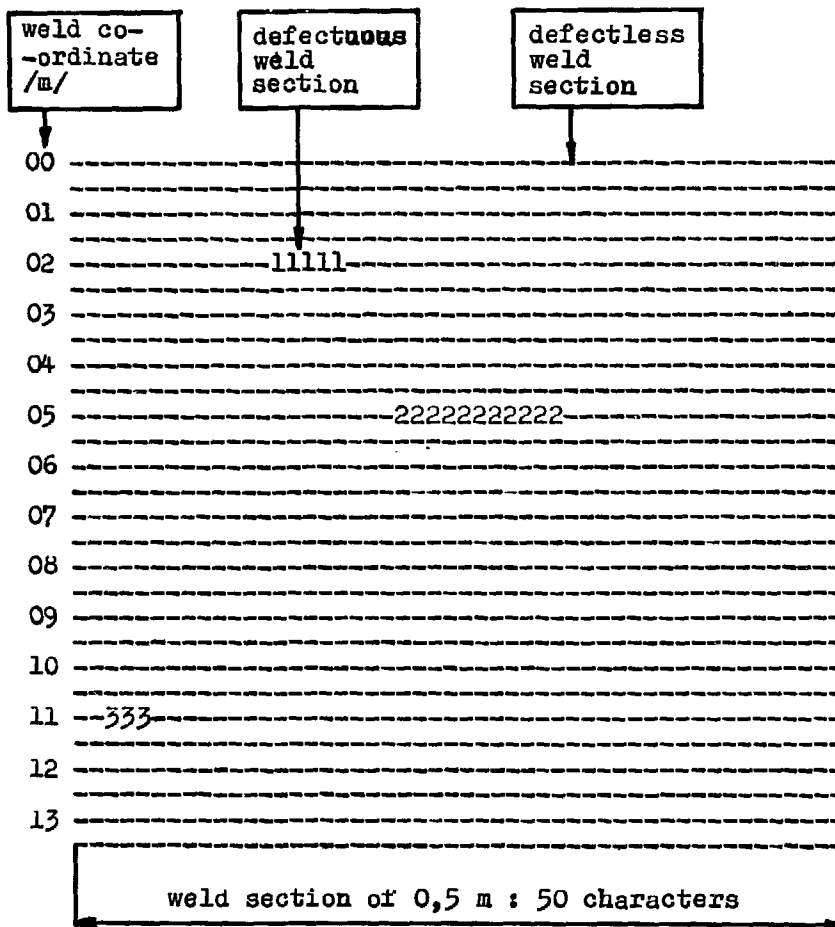 weld co-
-ordinate
/m/
defectuous
weld
section
defectless
weld
section
00 --------------------------------------------------
--------------------------------------------------
01 --------------------------------------------------
--------------------------------------------------
02 -------------11111--------------------------------
--------------------------------------------------
03 --------------------------------------------------
--------------------------------------------------
04 --------------------------------------------------
--------------------------------------------------
05 ---------------------22222222222------------------
--------------------------------------------------
06 --------------------------------------------------
--------------------------------------------------
07 --------------------------------------------------
--------------------------------------------------
08 --------------------------------------------------
--------------------------------------------------
09 --------------------------------------------------
--------------------------------------------------
10 --------------------------------------------------
--------------------------------------------------
11 --333---------------------------------------------
--------------------------------------------------
12 --------------------------------------------------
--------------------------------------------------
13 --------------------------------------------------
--------------------------------------------------
weld section of 0,5 m : 50 characters